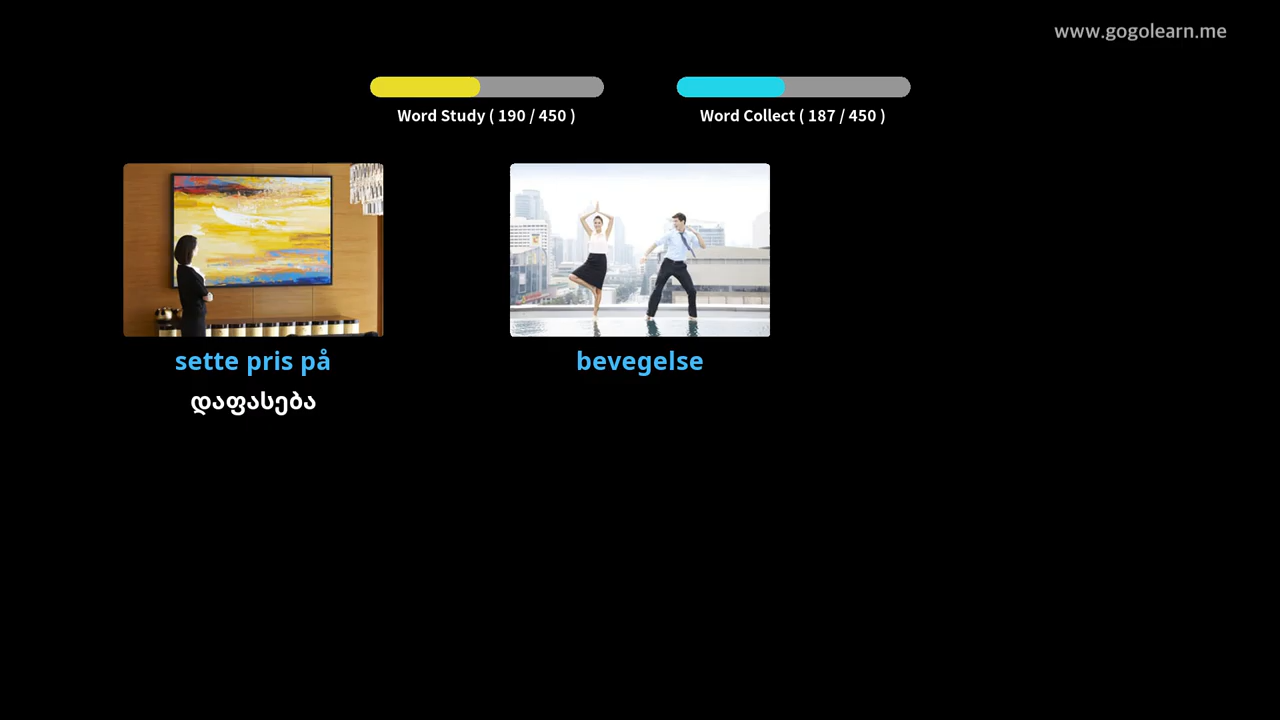 www.gogolearn.me
Word Study ( 190 / 450 )
Word Collect ( 187 / 450 )
sette pris på
bevegelse
დაფასება